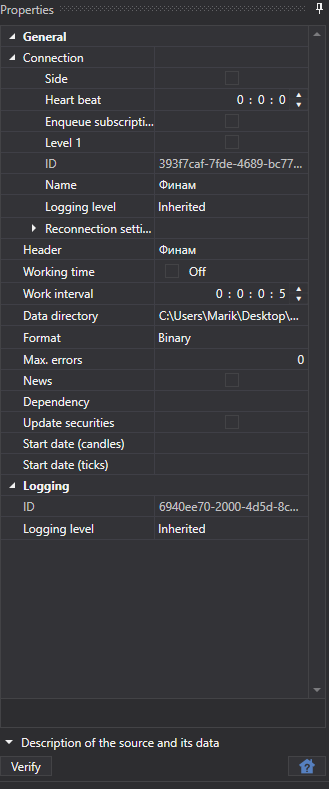 Properties
General
Connection
Side
Heart beat 0 : 0 : 0
Enqueue subscripti...
Level 1
ID 393f7caf-7fde-4689-bc77...
Name Финам
Logging level Inherited
Reconnection setti...
Header Финам
Working time Off
Work interval 0 : 0 : 0 : 5
Data directory C:\Users\Marik\Desktop\...
Format Binary
Max. errors 0
News
Dependency
Update securities
Start date (candles)
Start date (ticks)
Logging
ID 6940ee70-2000-4d5d-8c...
Logging level Inherited
Description of the source and its data
Verify